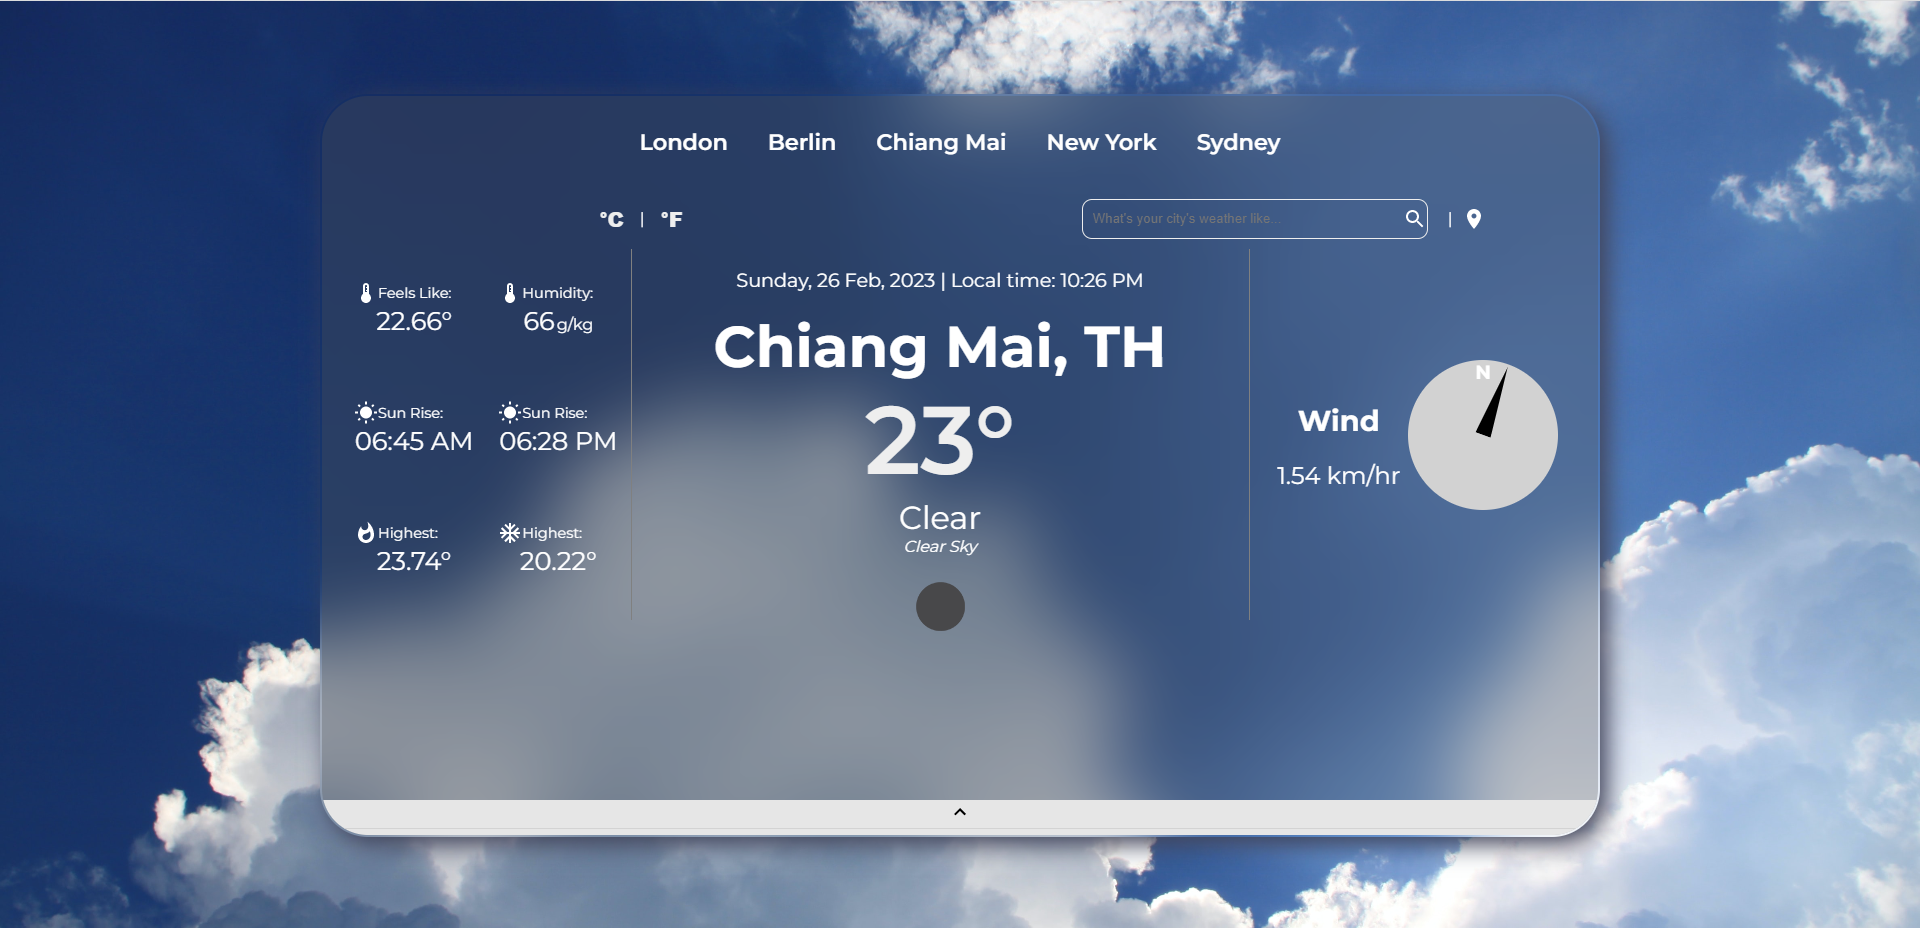 London Berlin Chiang Mai New York Sydney
°C | °F
What's your city's weather like...
|
Sunday, 26 Feb, 2023 | Local time: 10:26 PM
Chiang Mai, TH
23°
Clear
Clear Sky
Feels Like:
22.66°
Humidity:
66 g/kg
Sun Rise:
06:45 AM
Sun Rise:
06:28 PM
Highest:
23.74°
Highest:
20.22°
Wind
1.54 km/hr
N